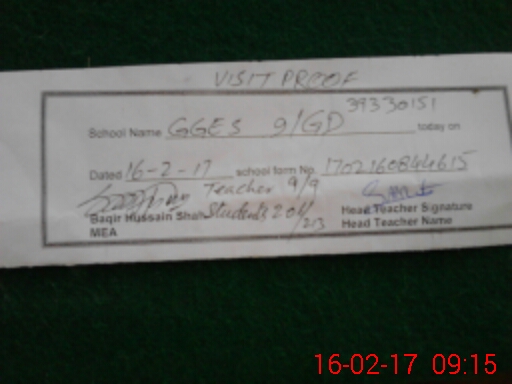 VISIT PROOF
39330151
School Name GGES 9/GD today on
Dated 16-2-17 school form No. 1702160844615
Teacher 9/9
Baqir Hussain Shah Students 204/213
Head Teacher Signature
MEA
Head Teacher Name
16-02-17 09:15